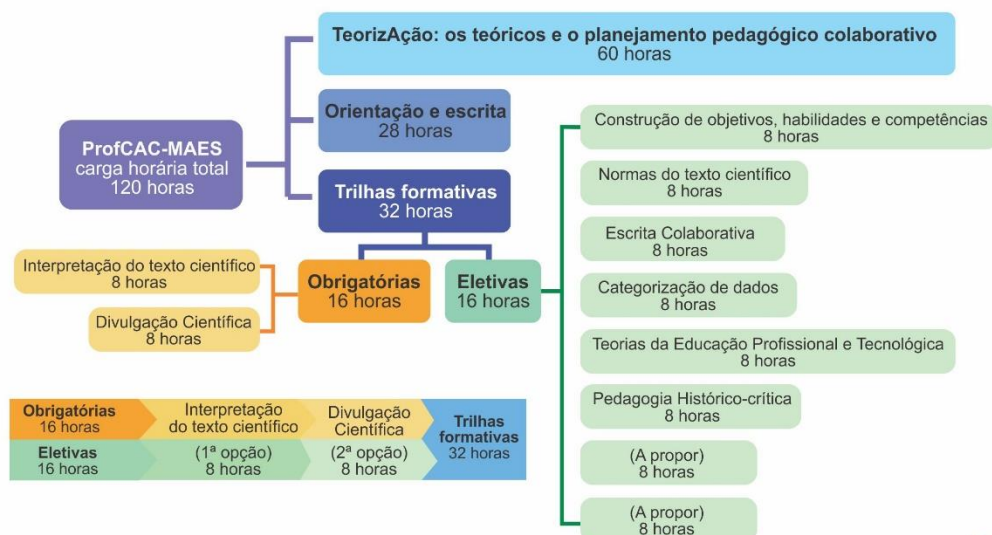 TeorizAção: os teóricos e o planejamento pedagógico colaborativo
60 horas
Orientação e escrita
28 horas
ProfCAC-MAES
carga horária total
120 horas
Trilhas formativas
32 horas
Obrigatórias
16 horas
Eletivas
16 horas
Interpretação do texto científico
8 horas
Divulgação Científica
8 horas
Construção de objetivos, habilidades e competências
8 horas
Normas do texto científico
8 horas
Escrita Colaborativa
8 horas
Categorização de dados
8 horas
Teorias da Educação Profissional e Tecnológica
8 horas
Pedagogia Histórico-crítica
8 horas
(A propor)
8 horas
(A propor)
8 horas
Obrigatórias
16 horas
Interpretação
do texto científico
Divulgação
Científica
Eletivas
16 horas
(1ª opção)
8 horas
(2ª opção)
8 horas
Trilhas
formativas
32 horas